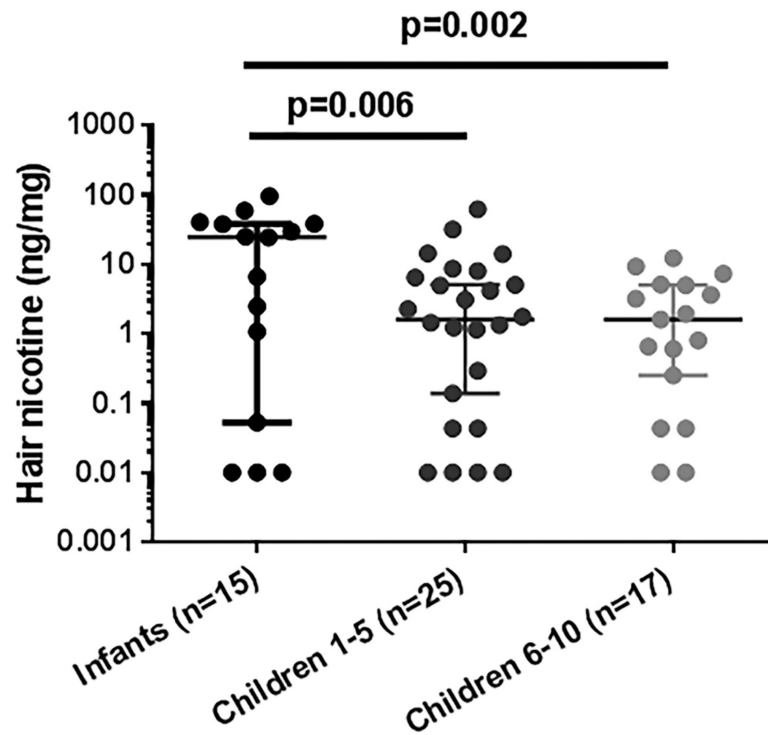 p=0.002
p=0.006
Hair nicotine (ng/mg)
1000
100
10
1
0.1
0.01
0.001
Infants (n=15)
Children 1-5 (n=25)
Children 6-10 (n=17)